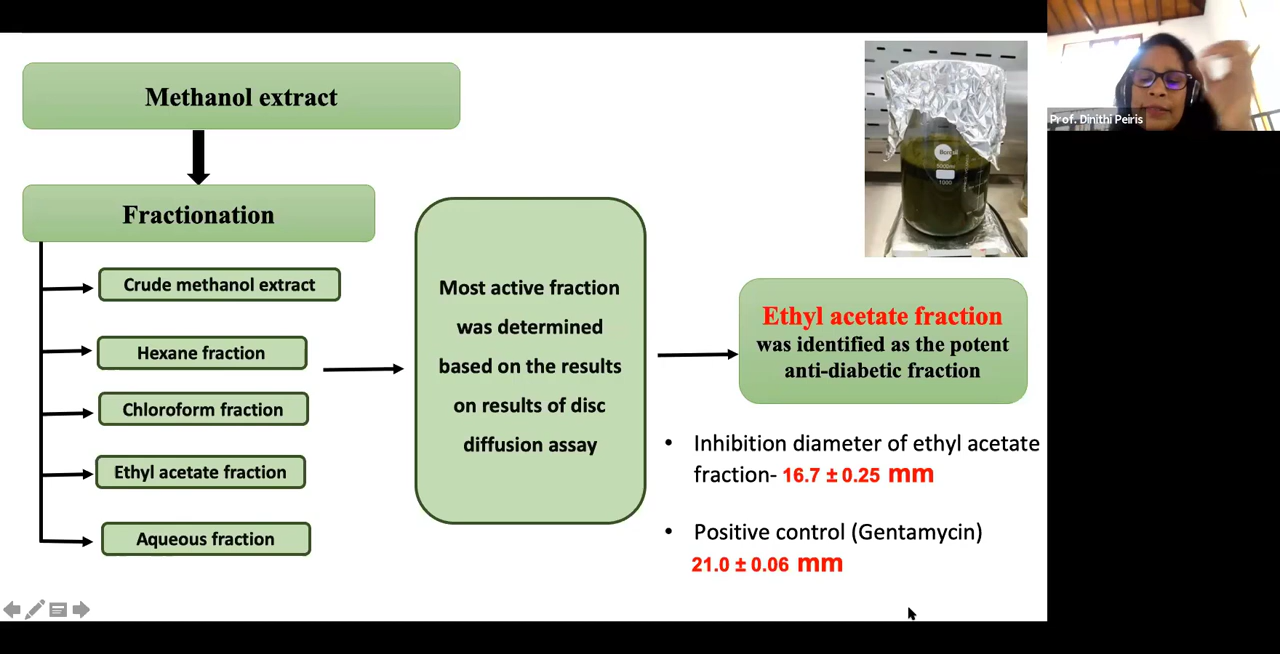 Methanol extract
Fractionation
Crude methanol extract
Hexane fraction
Chloroform fraction
Ethyl acetate fraction
Aqueous fraction
Most active fraction
was determined
based on the results
on results of disc
diffusion assay
Ethyl acetate fraction
was identified as the potent
anti-diabetic fraction
• Inhibition diameter of ethyl acetate
fraction- 16.7 ± 0.25 mm
• Positive control (Gentamycin)
21.0 ± 0.06 mm
1000
Prof. Dinithi Peiris